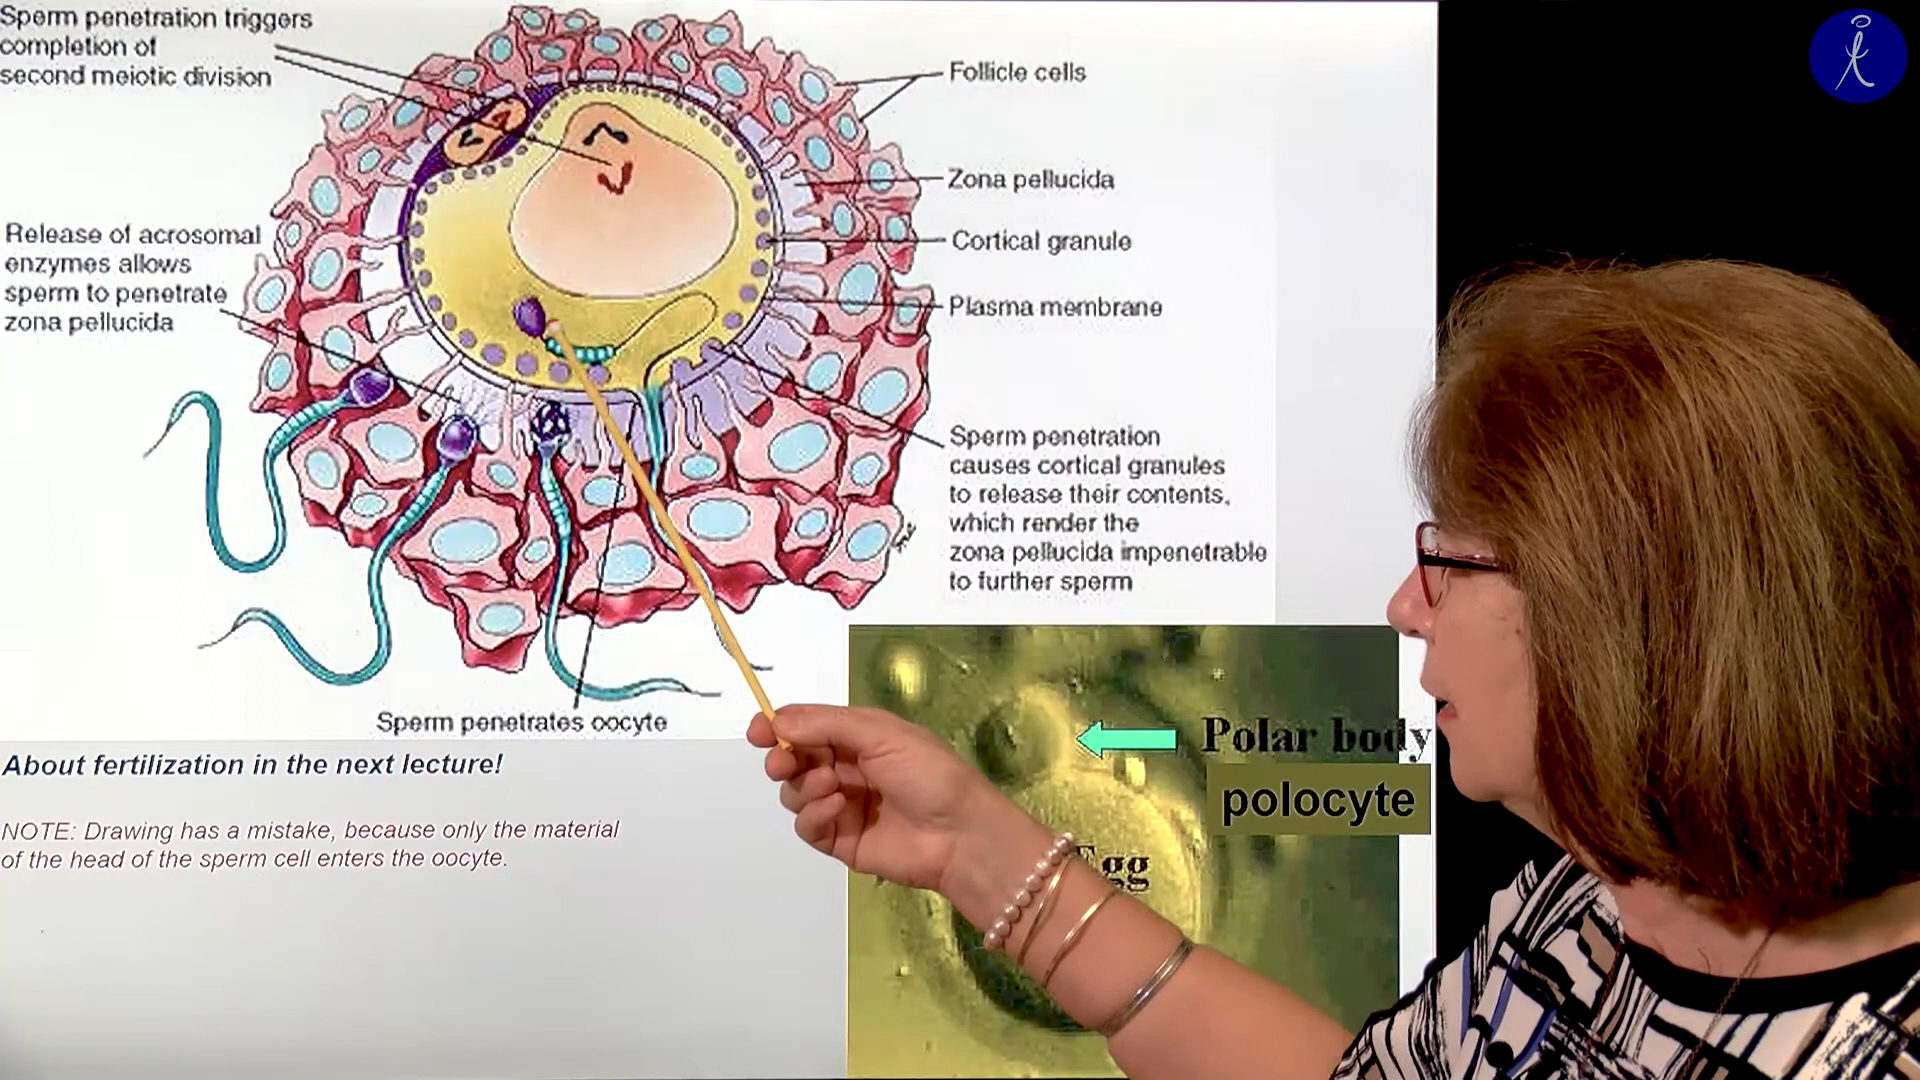 Sperm penetration triggers
completion of
second meiotic division
Release of acrosomal
enzymes allows
sperm to penetrate
zona pellucida
Follicle cells
Zona pellucida
Cortical granule
Plasma membrane
Sperm penetration
causes cortical granules
to release their contents,
which render the
zona pellucida impenetrable
to further sperm
Sperm penetrates oocyte
About fertilization in the next lecture!
NOTE: Drawing has a mistake, because only the material
of the head of the sperm cell enters the oocyte.
Polar body
polocyte
Egg